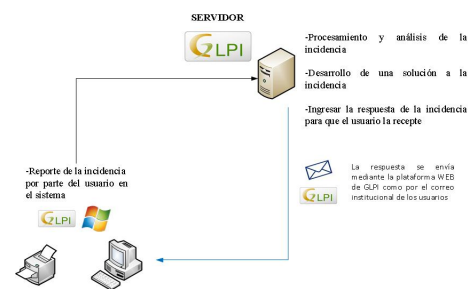 SERVIDOR
GLPI
-Procesamiento y análisis de la
incidencia
-Desarrollo de una solución a la
incidencia
-Ingresar la respuesta de la incidencia
para que el usuario la recepte
-Reporte de la incidencia
por parte del usuario en
el sistema
GLPI
La respuesta se envía
mediante la plataforma WEB
de GLPI como por el correo
institucional de los usuarios
GLPI